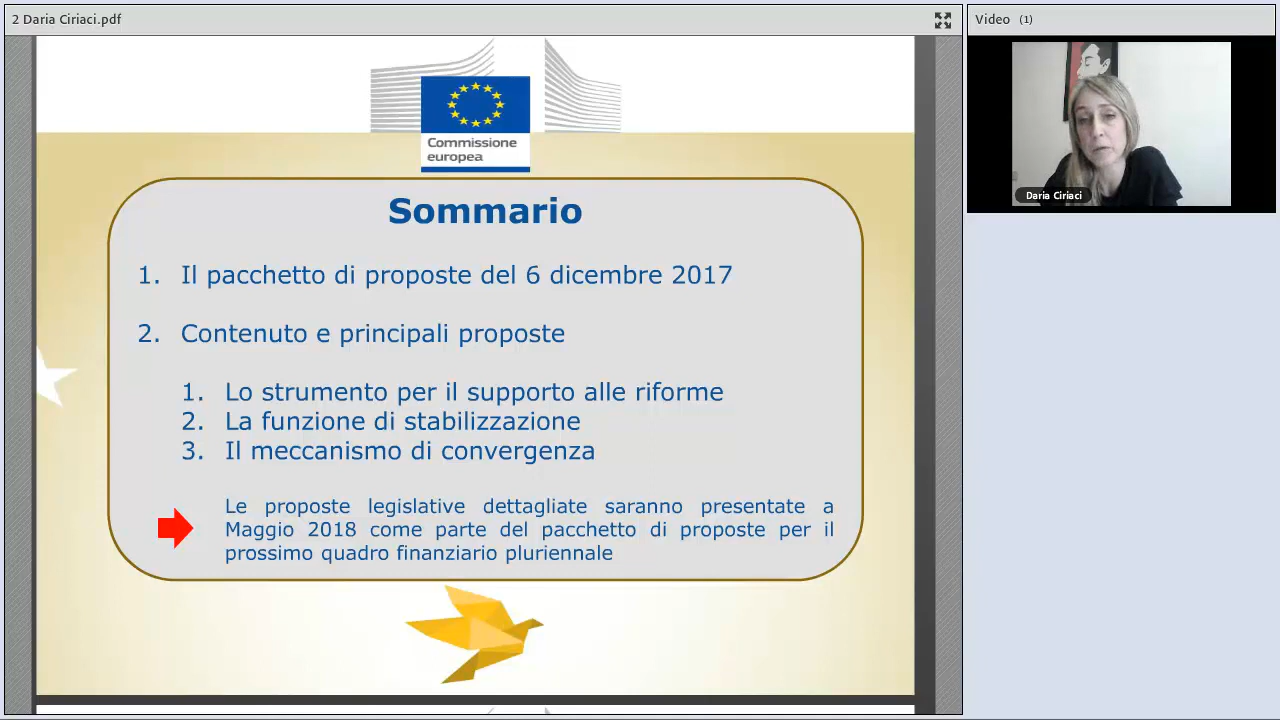 2 Daria Ciriaci.pdf
Video (1)
Commissione
europea
Daria Ciriaci
Sommario
1. Il pacchetto di proposte del 6 dicembre 2017
2. Contenuto e principali proposte
1. Lo strumento per il supporto alle riforme
2. La funzione di stabilizzazione
3. Il meccanismo di convergenza
Le proposte legislative dettagliate saranno presentate a
Maggio 2018 come parte del pacchetto di proposte per il
prossimo quadro finanziario pluriennale